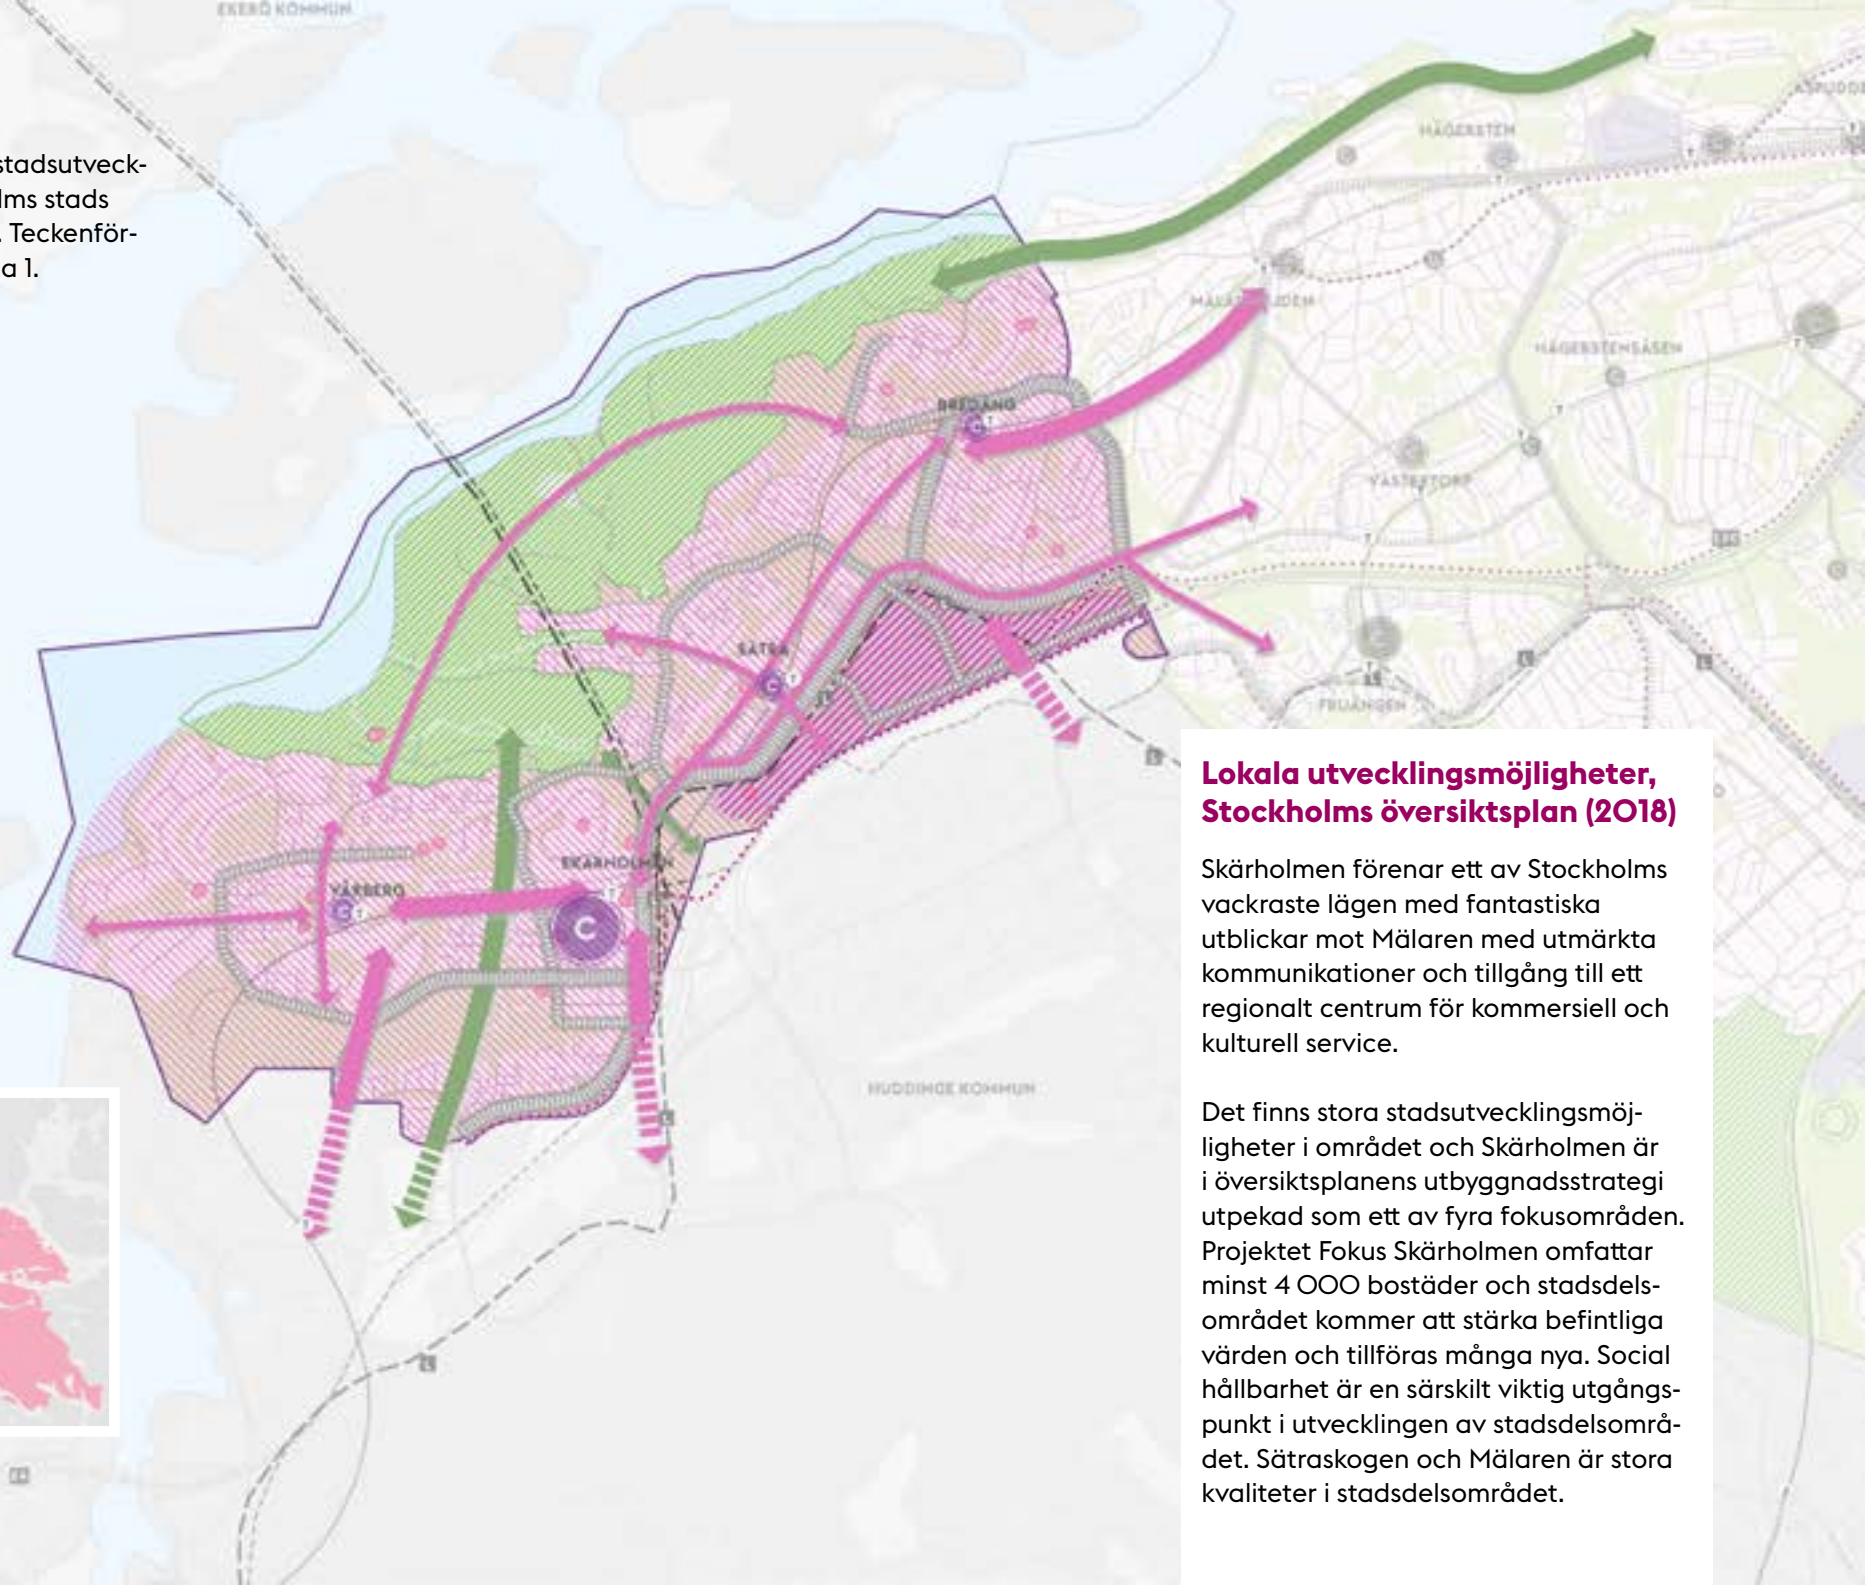 EKERÖ KOMMUN
stadsutveck-
lms stads
. Teckenför-
a 1.
ASPUDDEN
HÄGERSTEN
MÄLARHÖJDEN
HÄGERSTENSÅSEN
BREDÄNG
C T
VÄSTERTORP
SÄTRA
C T
FRUÄNGEN
SKÄRHOLMEN
T
C
VÅRBERG
C T
HUDDINGE KOMMUN
L
L
Lokala utvecklingsmöjligheter,
Stockholms översiktsplan (2018)
Skärholmen förenar ett av Stockholms
vackraste lägen med fantastiska
utblickar mot Mälaren med utmärkta
kommunikationer och tillgång till ett
regionalt centrum för kommersiell och
kulturell service.
Det finns stora stadsutvecklingsmöj-
ligheter i området och Skärholmen är
i översiktsplanens utbyggnadsstrategi
utpekad som ett av fyra fokusområden.
Projektet Fokus Skärholmen omfattar
minst 4 000 bostäder och stadsdels-
området kommer att stärka befintliga
värden och tillföras många nya. Social
hållbarhet är en särskilt viktig utgångs-
punkt i utvecklingen av stadsdelsområ-
det. Sätraskogen och Mälaren är stora
kvaliteter i stadsdelsområdet.